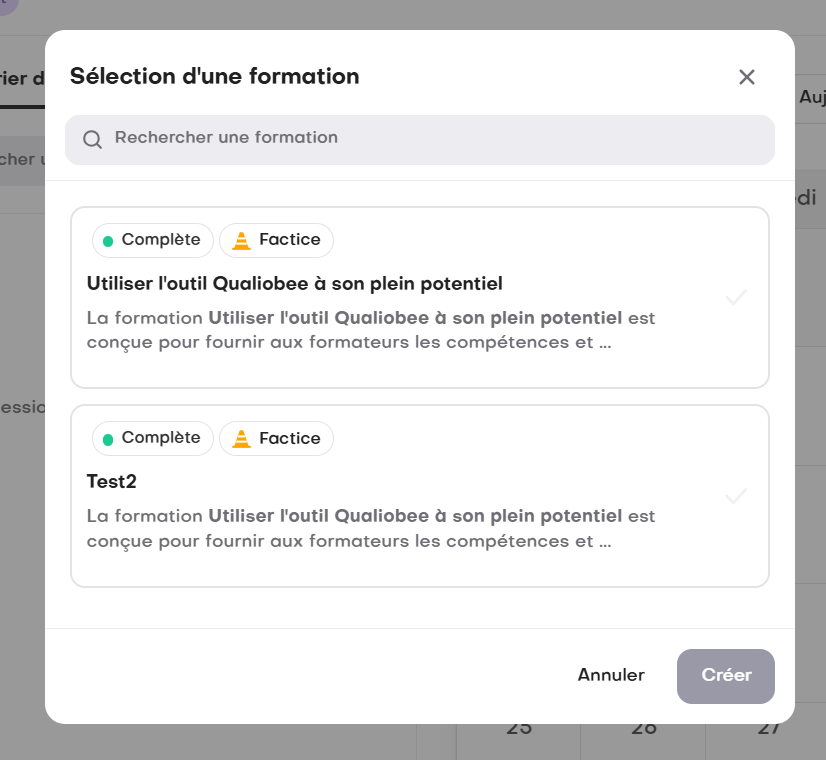 Sélection d'une formation
Auj
cher
Rechercher une formation
di
Complète
Factice
Utiliser l'outil Qualiobee à son plein potentiel
La formation Utiliser l'outil Qualiobee à son plein potentiel est
conçue pour fournir aux formateurs les compétences et ...
essio
Complète
Factice
Test2
La formation Utiliser l'outil Qualiobee à son plein potentiel est
conçue pour fournir aux formateurs les compétences et ...
Annuler
Créer
25
26
27